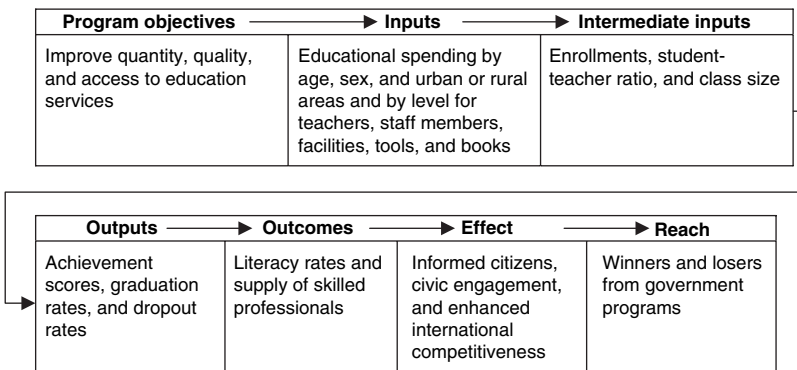 Program objectives Inputs Intermediate inputs
Improve quantity, quality,
and access to education
services
Educational spending by
age, sex, and urban or rural
areas and by level for
teachers, staff members,
facilities, tools, and books
Enrollments, student-
teacher ratio, and class size
Outputs Outcomes Effect Reach
Achievement
scores, graduation
rates, and dropout
rates
Literacy rates and
supply of skilled
professionals
Informed citizens,
civic engagement,
and enhanced
international
competitiveness
Winners and losers
from government
programs